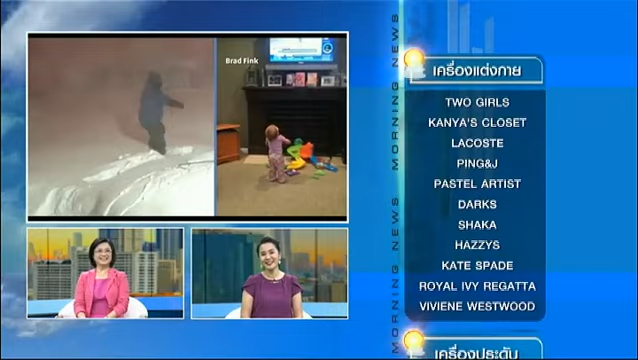 Brad Fink
MORNING NEWS
MORNING NEWS
เครื่องแต่งกาย
TWO GIRLS
KANYA'S CLOSET
LACOSTE
PING&J
PASTEL ARTIST
DARKS
SHAKA
HAZZYS
KATE SPADE
ROYAL IVY REGATTA
VIVIENE WESTWOOD
เครื่องประดับ